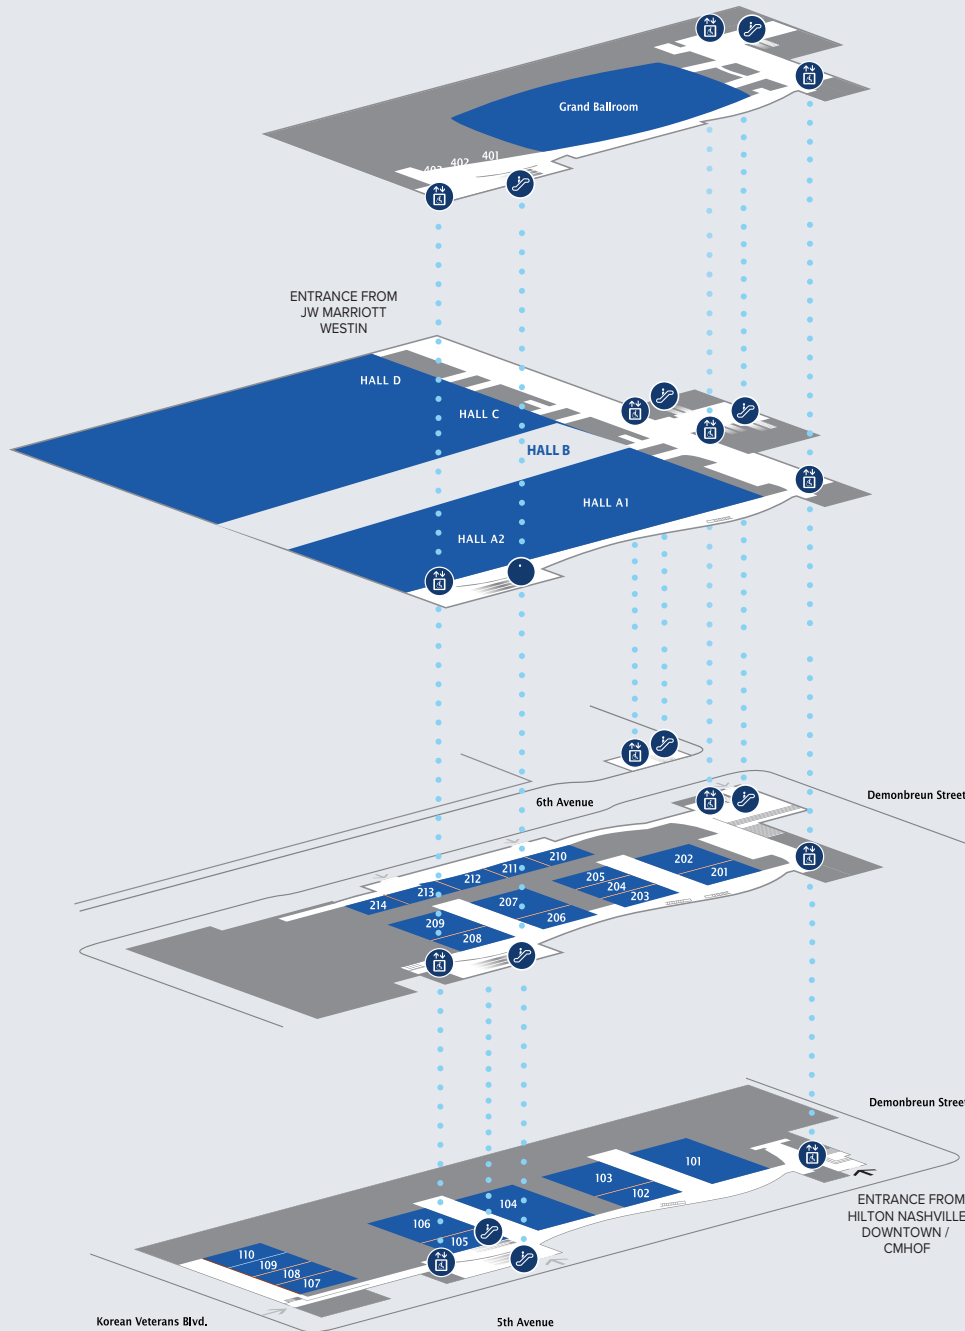 Grand Ballroom
401
402
403
ENTRANCE FROM
JW MARRIOTT
WESTIN
HALL D
HALL C
HALL B
HALL A1
HALL A2
6th Avenue
Demonbreun Street
210
211
212
213
214
202
201
205
204
203
207
206
209
208
Demonbreun Street
101
103
102
104
106
105
110
109
108
107
ENTRANCE FROM
HILTON NASHVILLE
DOWNTOWN /
CMHOF
Korean Veterans Blvd.
5th Avenue